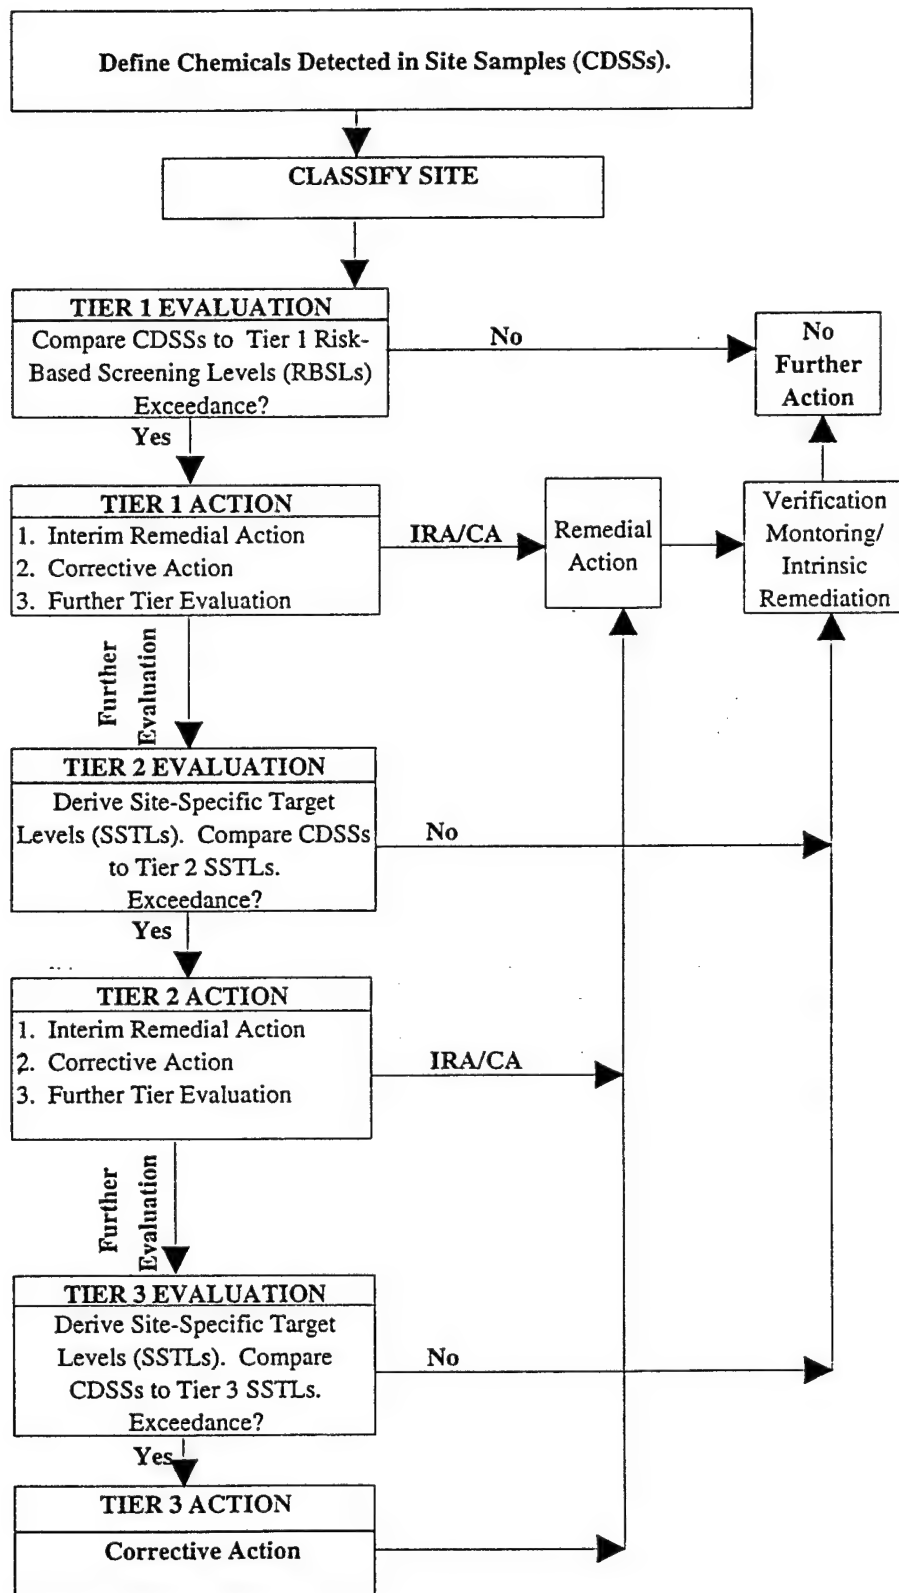 Define Chemicals Detected in Site Samples (CDSSs).
CLASSIFY SITE
TIER 1 EVALUATION
Compare CDSSs to Tier 1 Risk-
Based Screening Levels (RBSLs)
Exceedance?
No
No
Further
Action
Yes
TIER 1 ACTION
1. Interim Remedial Action
2. Corrective Action
3. Further Tier Evaluation
IRA/CA
Remedial
Action
Verification
Montoring/
Intrinsic
Remediation
Further
Evaluation
TIER 2 EVALUATION
Derive Site-Specific Target
Levels (SSTLs). Compare CDSSs
to Tier 2 SSTLs.
Exceedance?
No
Yes
TIER 2 ACTION
1. Interim Remedial Action
2. Corrective Action
3. Further Tier Evaluation
IRA/CA
Further
Evaluation
TIER 3 EVALUATION
Derive Site-Specific Target
Levels (SSTLs). Compare
CDSSs to Tier 3 SSTLs.
Exceedance?
No
Yes
TIER 3 ACTION
Corrective Action